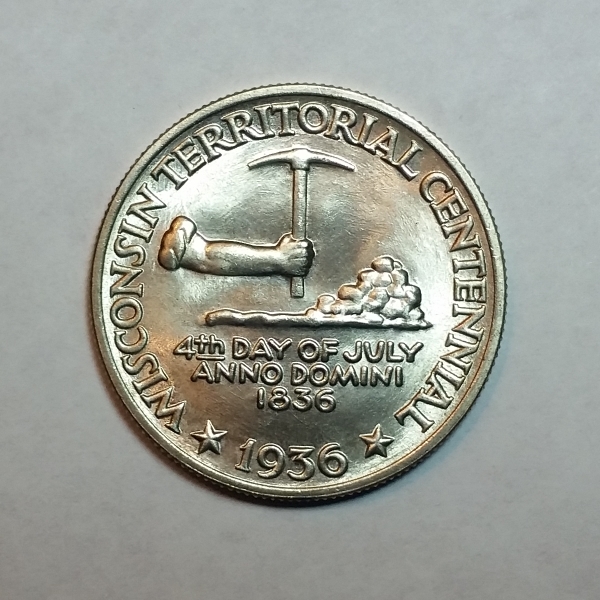 WISCONSIN TERRITORIAL CENTENNIAL
4th DAY OF JULY
ANNO DOMINI
1836
1936